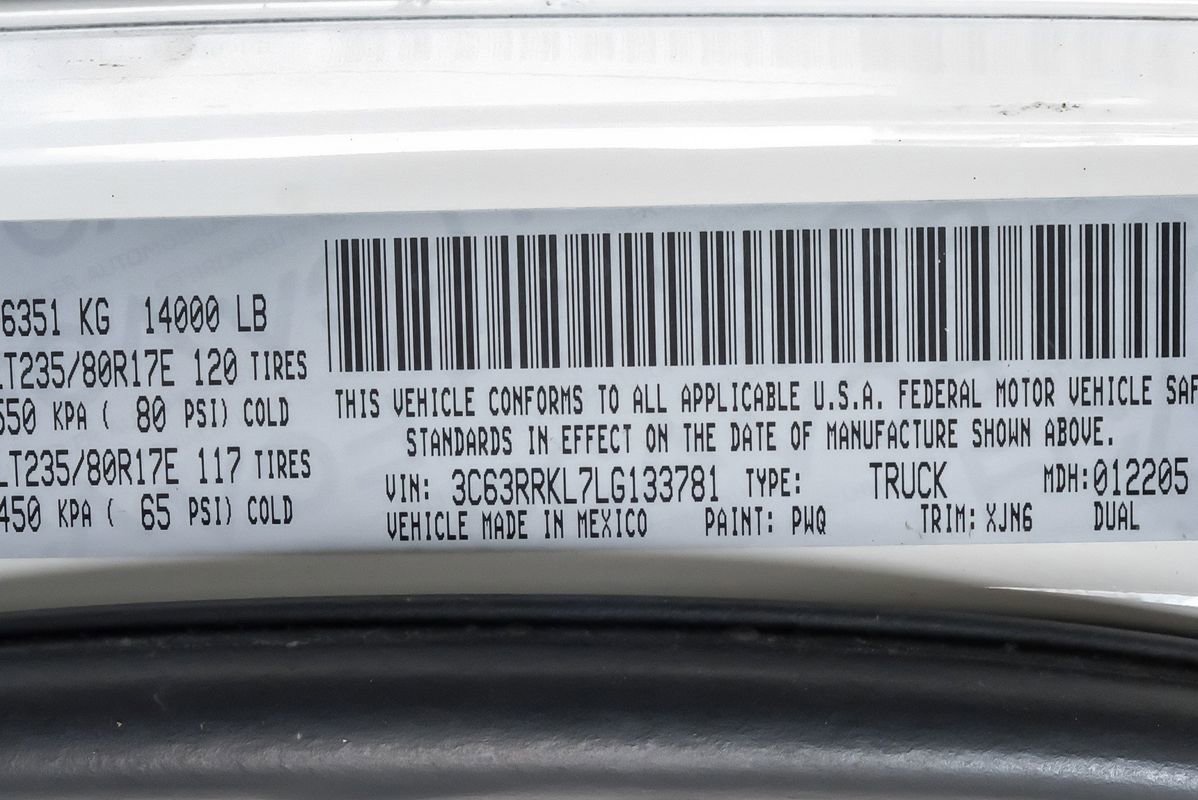 6351 KG 14000 LB
LT235/80R17E 120 TIRES
550 KPA ( 80 PSI) COLD
LT235/80R17E 117 TIRES
450 KPA ( 65 PSI) COLD
THIS VEHICLE CONFORMS TO ALL APPLICABLE U.S.A. FEDERAL MOTOR VEHICLE SAF
STANDARDS IN EFFECT ON THE DATE OF MANUFACTURE SHOWN ABOVE.
VIN: 3C63RRKL7LG133781 TYPE: TRUCK MDH:012205
VEHICLE MADE IN MEXICO PAINT: PWQ TRIM: XJN6 DUAL